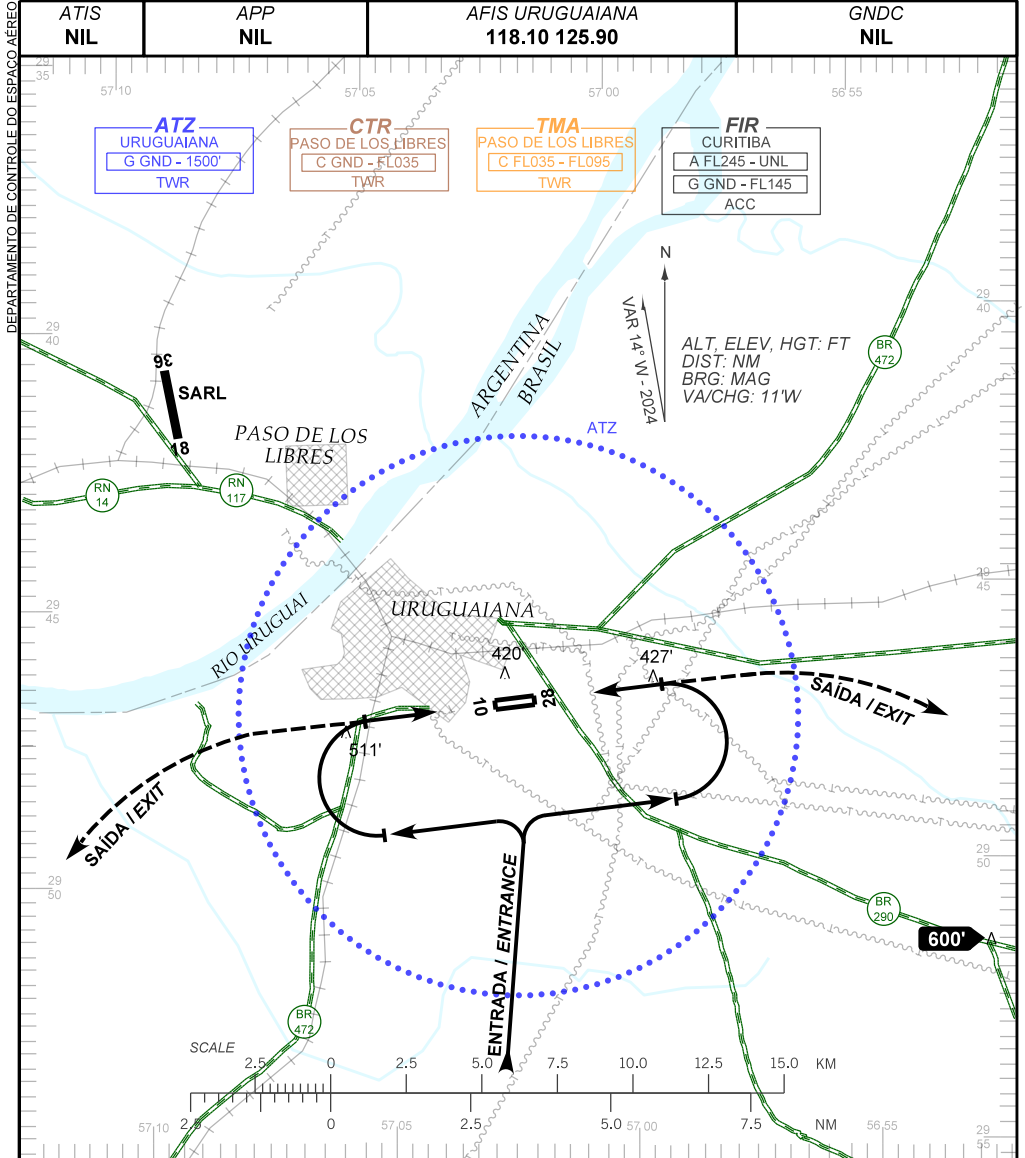 DEPARTAMENTO DE CONTROLE DO ESPAÇO AÉREO
ATIS
NIL
APP
NIL
AFIS URUGUAIANA
118.10 125.90
GNDC
NIL
29
35
57 10
57 05
57 00
56 55
ATZ
URUGUAIANA
G GND - 1500'
TWR
CTR
PASO DE LOS LIBRES
C GND - FL035
TWR
TMA
PASO DE LOS LIBRES
C FL035 - FL095
TWR
FIR
CURITIBA
A FL245 - UNL
G GND - FL145
ACC
N
VAR 14° W - 2024
ALT, ELEV, HGT: FT
DIST: NM
BRG: MAG
VA/CHG: 11'W
29
40
29
40
BR
472
ARGENTINA
BRASIL
36
SARL
18
PASO DE LOS
LIBRES
ATZ
RN
14
RN
117
29
45
29
45
URUGUAIANA
RIO URUGUAI
420'
427'
10
28
511'
SAÍDA / EXIT
SAÍDA / EXIT
ENTRADA / ENTRANCE
29
50
29
50
BR
290
600'
BR
472
SCALE
2.5
0
2.5
5.0
7.5
10.0
12.5
15.0
KM
2.5
0
2.5
5.0
7.5
NM
57 10
57 05
57 00
56 55
29
55